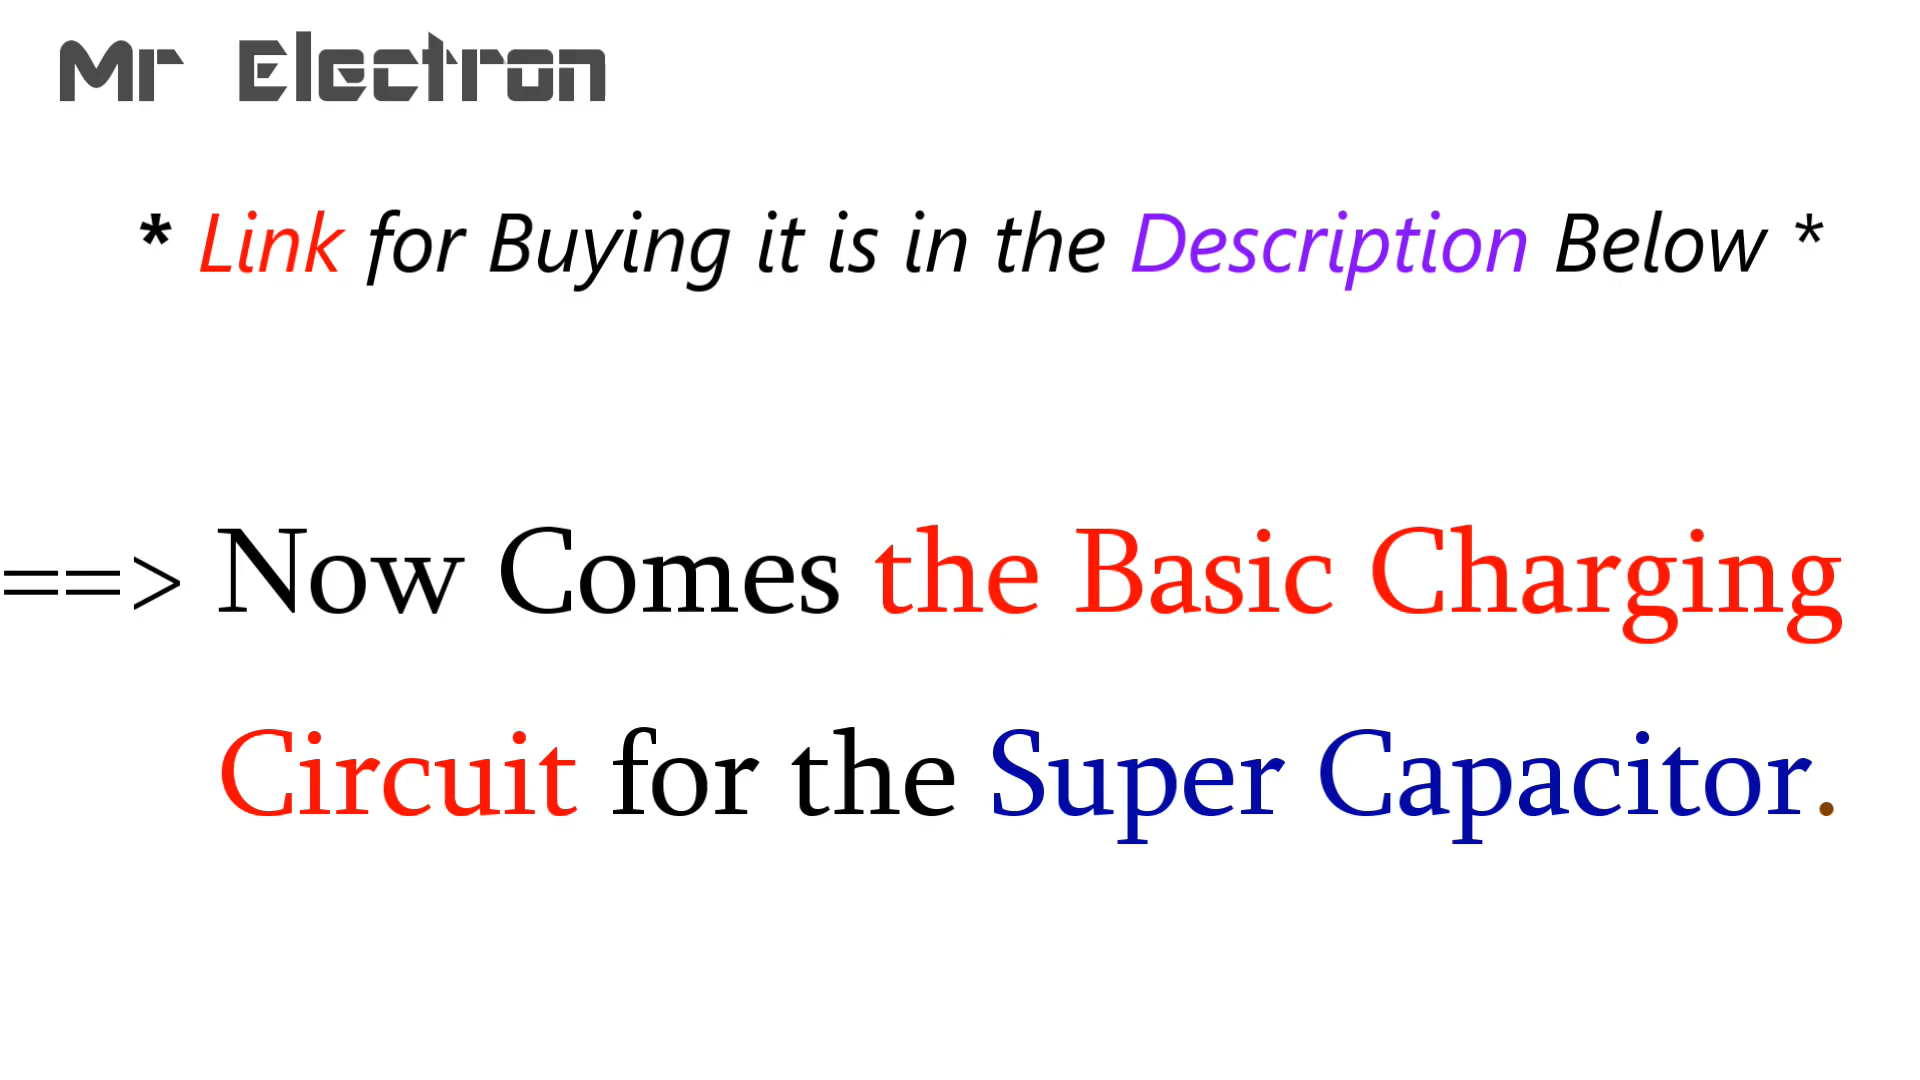 Mr Electron
* Link for Buying it is in the Description Below *
==> Now Comes the Basic Charging
Circuit for the Super Capacitor.